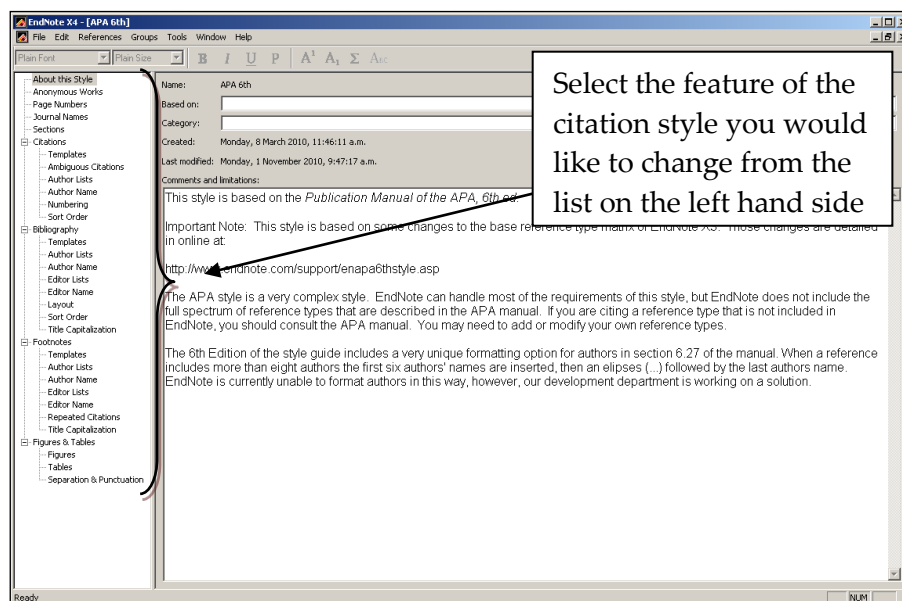 EndNote X4 - [APA 6th]
File Edit References Groups Tools Window Help
Plain Font Plain Size B I U P A¹ A₁ Σ Abc
About this Style
Anonymous Works
Page Numbers
Journal Names
Sections
Citations
Templates
Ambiguous Citations
Author Lists
Author Name
Numbering
Sort Order
Bibliography
Templates
Author Lists
Author Name
Editor Lists
Editor Name
Layout
Sort Order
Title Capitalization
Footnotes
Templates
Author Lists
Author Name
Editor Lists
Editor Name
Repeated Citations
Title Capitalization
Figures & Tables
Figures
Tables
Separation & Punctuation
Name: APA 6th
Based on:
Category:
Created: Monday, 8 March 2010, 11:46:11 a.m.
Last modified: Monday, 1 November 2010, 9:47:17 a.m.
Comments and limitations:
This style is based on the Publication Manual of the APA, 6th ed
Important Note: This style is based on some changes to the base reference type matrix of EndNote X3. Those changes are detailed
in online at:
http://www.endnote.com/support/enapa6thstyle.asp
The APA style is a very complex style. EndNote can handle most of the requirements of this style, but EndNote does not include the
full spectrum of reference types that are described in the APA manual. If you are citing a reference type that is not included in
EndNote, you should consult the APA manual. You may need to add or modify your own reference types.
The 6th Edition of the style guide includes a very unique formatting option for authors in section 6.27 of the manual. When a reference
includes more than eight authors the first six authors' names are inserted, then an elipses (...) followed by the last authors name.
EndNote is currently unable to format authors in this way, however, our development department is working on a solution.
Select the feature of the
citation style you would
like to change from the
list on the left hand side
Ready
NUM